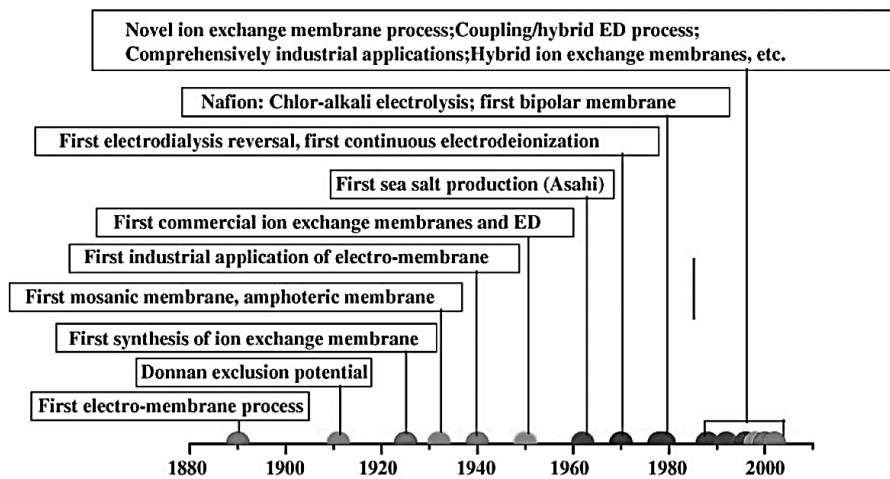 Novel ion exchange membrane process;Coupling/hybrid ED process;
Comprehensively industrial applications;Hybrid ion exchange membranes, etc.
Nafion: Chlor-alkali electrolysis; first bipolar membrane
First electrodialysis reversal, first continuous electrodeionization
First sea salt production (Asahi)
First commercial ion exchange membranes and ED
First industrial application of electro-membrane
First mosanic membrane, amphoteric membrane
First synthesis of ion exchange membrane
Donnan exclusion potential
First electro-membrane process
1880 1900 1920 1940 1960 1980 2000